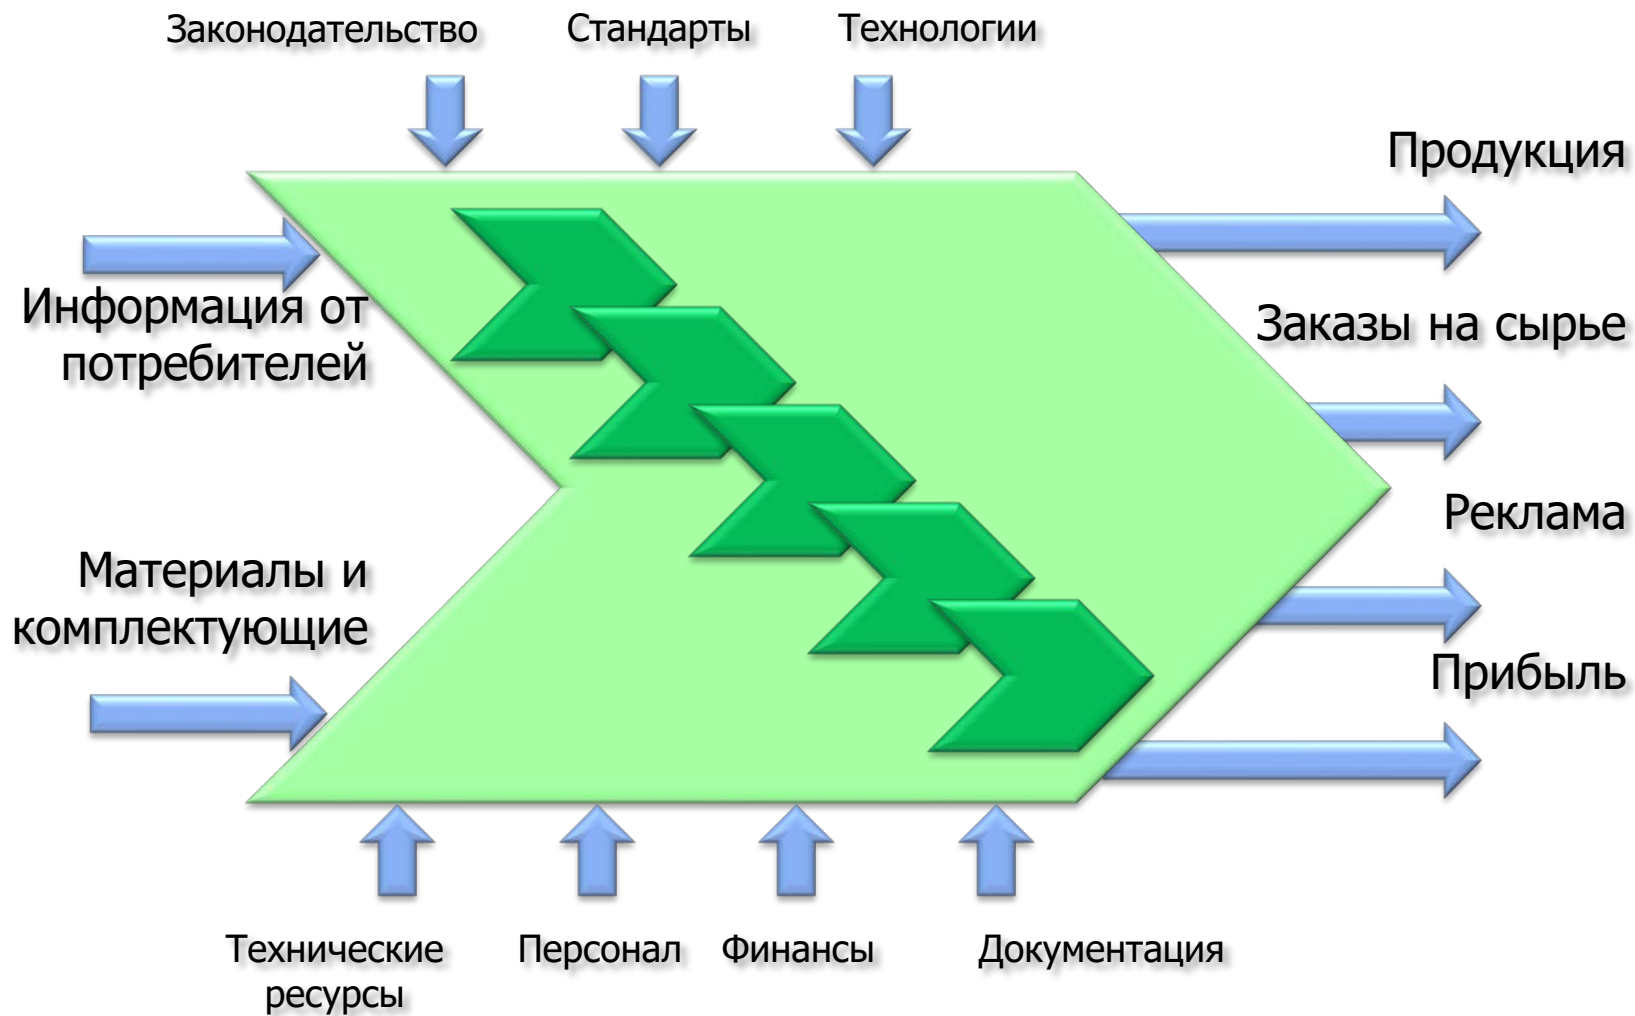 Законодательство
Стандарты
Технологии
Продукция
Информация от
потребителей
Заказы на сырье
Реклама
Материалы и
комплектующие
Прибыль
Технические
ресурсы
Персонал
Финансы
Документация